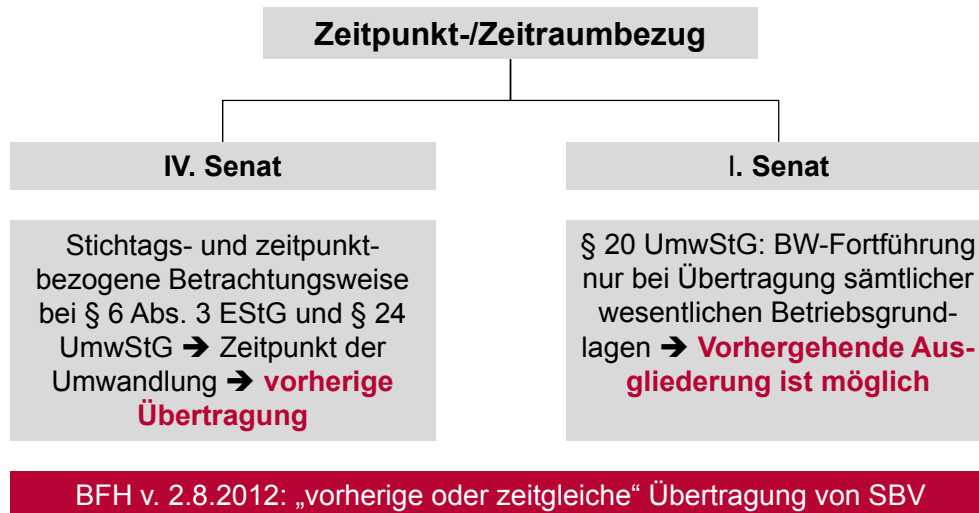 Zeitpunkt-/Zeitraumbezug
IV. Senat
Stichtags- und zeitpunkt-
bezogene Betrachtungsweise
bei § 6 Abs. 3 EStG und § 24
UmwStG ➔ Zeitpunkt der
Umwandlung ➔ vorherige
Übertragung
I. Senat
§ 20 UmwStG: BW-Fortführung
nur bei Übertragung sämtlicher
wesentlichen Betriebsgrund-
lagen ➔ Vorhergehende Aus-
gliederung ist möglich
BFH v. 2.8.2012: „vorherige oder zeitgleiche“ Übertragung von SBV